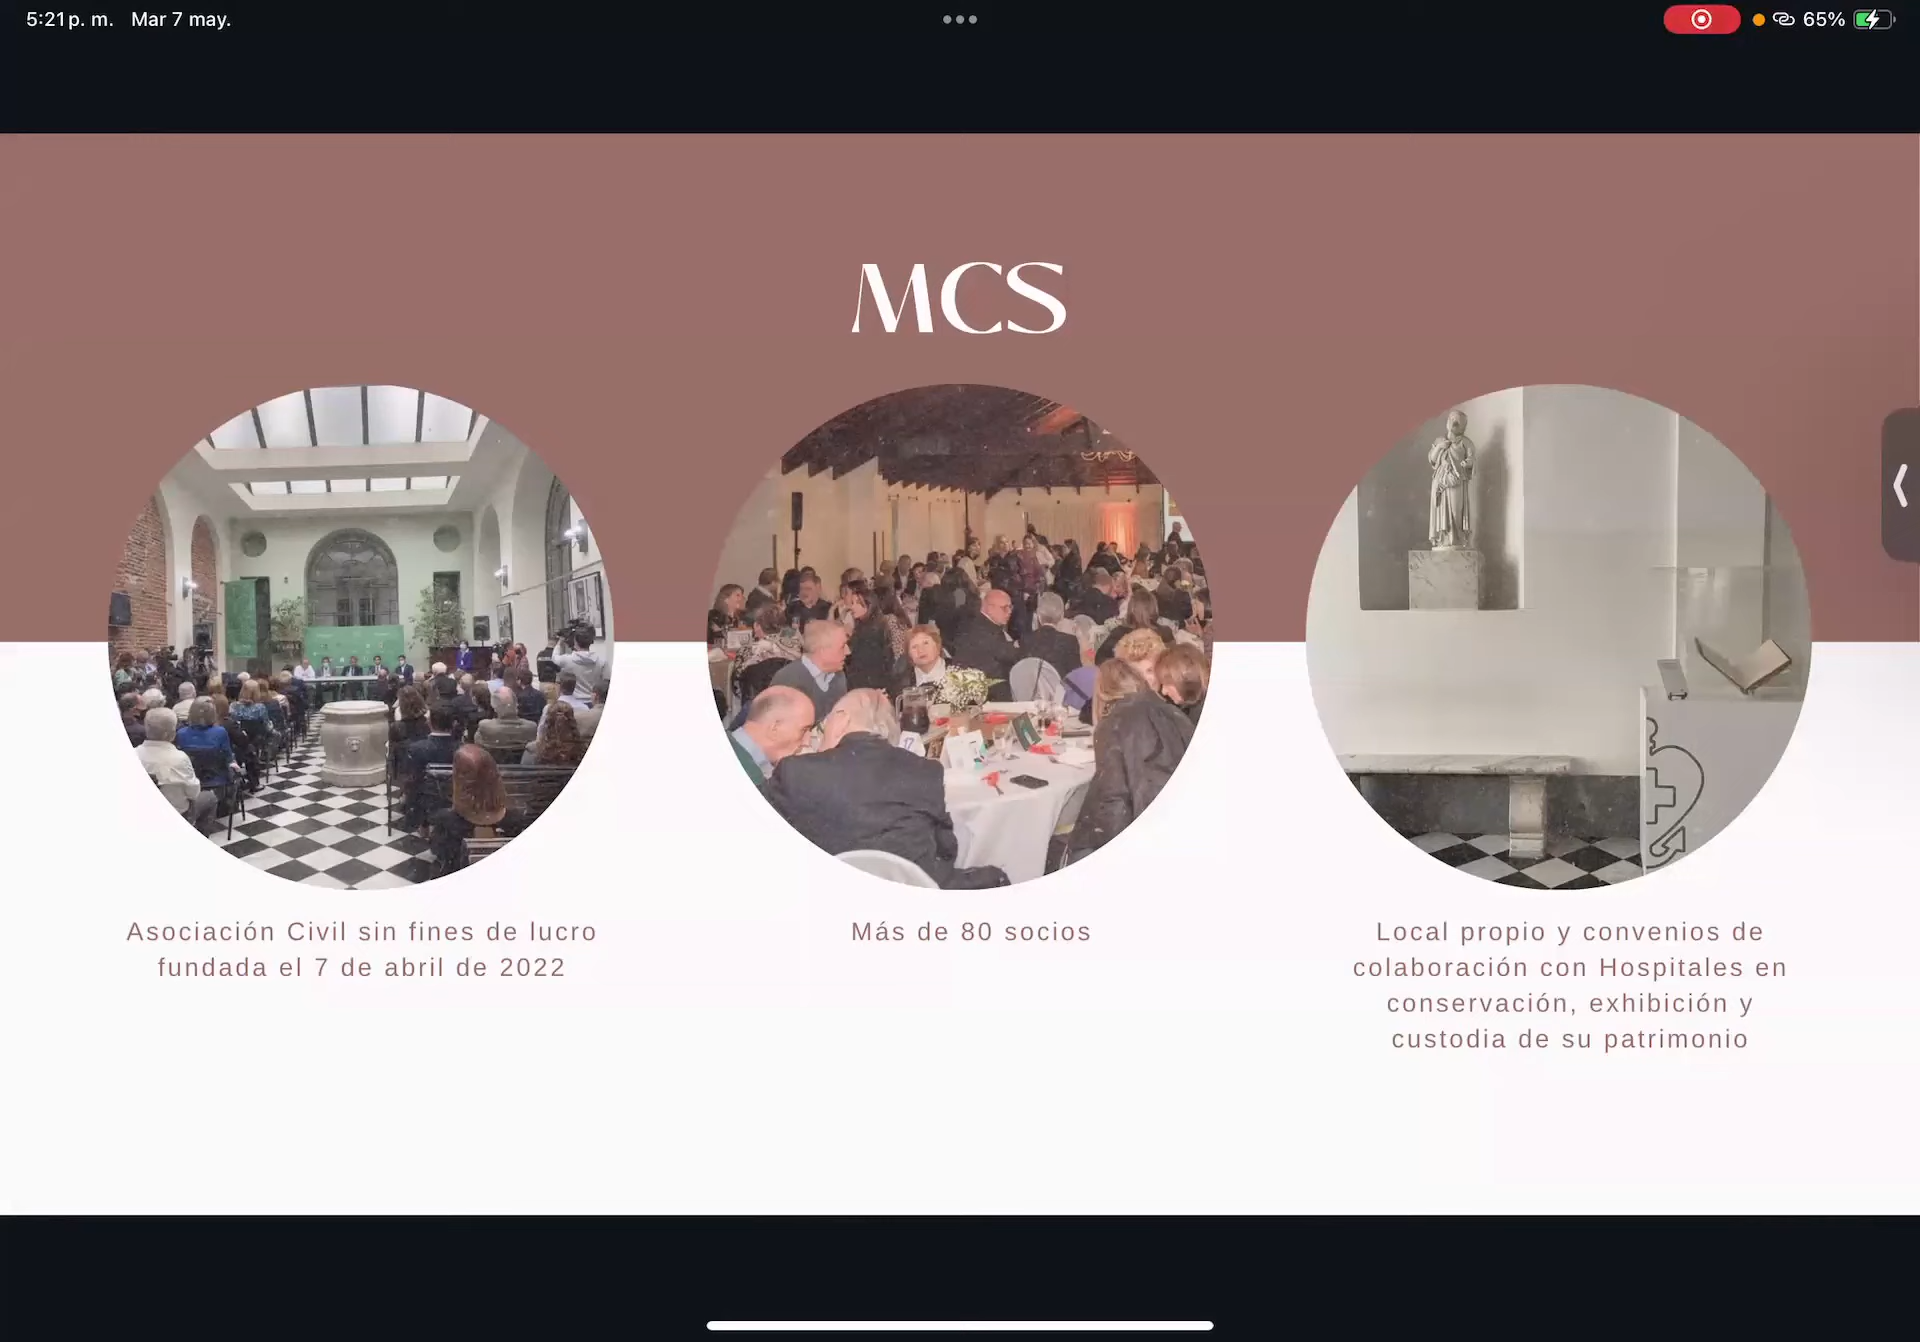 5:21 p. m. Mar 7 may.
65%
MCS
Asociación Civil sin fines de lucro
fundada el 7 de abril de 2022
Más de 80 socios
Local propio y convenios de
colaboración con Hospitales en
conservación, exhibición y
custodia de su patrimonio